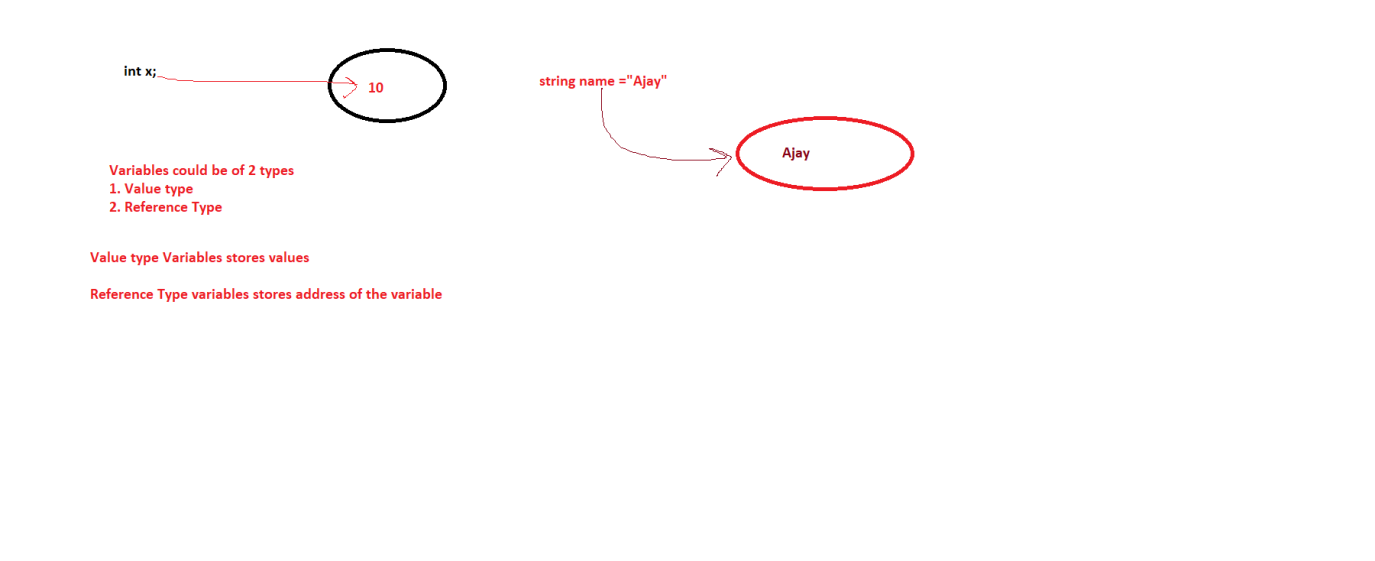 int x;
10
string name ="Ajay"
Ajay
Variables could be of 2 types
1. Value type
2. Reference Type
Value type Variables stores values
Reference Type variables stores address of the variable